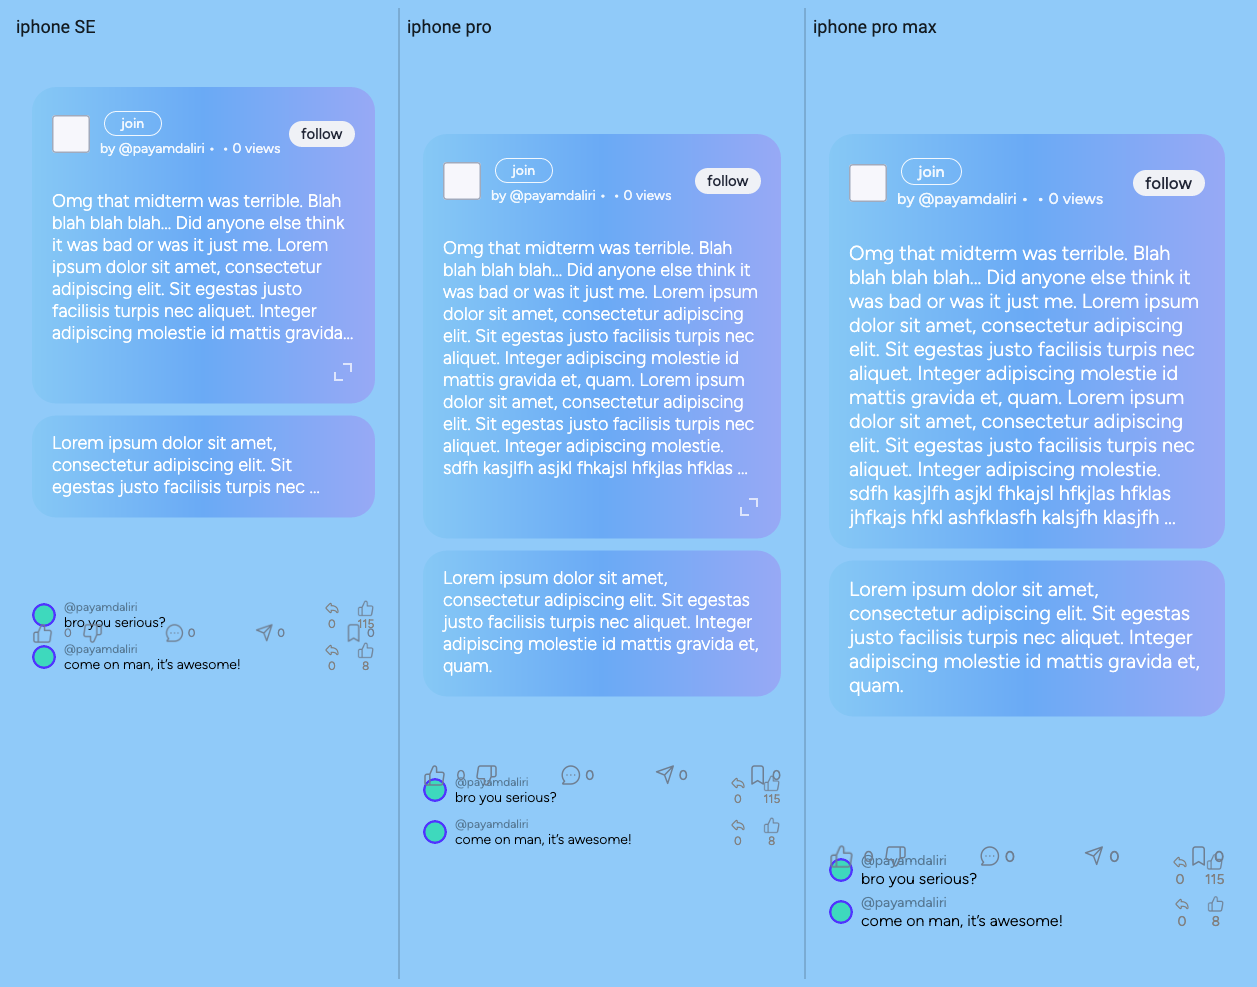 iphone SE
join
follow
by @payamdaliri • • 0 views
Omg that midterm was terrible. Blah
blah blah blah... Did anyone else think
it was bad or was it just me. Lorem
ipsum dolor sit amet, consectetur
adipiscing elit. Sit egestas justo
facilisis turpis nec aliquet. Integer
adipiscing molestie id mattis gravida...
Lorem ipsum dolor sit amet,
consectetur adipiscing elit. Sit
egestas justo facilisis turpis nec ...
@payamdaliri
bro you serious?
0 115
0 0 0 0
@payamdaliri
come on man, it's awesome!
0 8
iphone pro
join
follow
by @payamdaliri • • 0 views
Omg that midterm was terrible. Blah
blah blah blah... Did anyone else think it
was bad or was it just me. Lorem ipsum
dolor sit amet, consectetur adipiscing
elit. Sit egestas justo facilisis turpis nec
aliquet. Integer adipiscing molestie id
mattis gravida et, quam. Lorem ipsum
dolor sit amet, consectetur adipiscing
elit. Sit egestas justo facilisis turpis nec
aliquet. Integer adipiscing molestie.
sdfh kasjlfh asjkl fhkajsl hfkjlas hfklas ...
Lorem ipsum dolor sit amet,
consectetur adipiscing elit. Sit egestas
justo facilisis turpis nec aliquet. Integer
adipiscing molestie id mattis gravida et,
quam.
0 0 0 0
@payamdaliri
bro you serious?
0 115
@payamdaliri
come on man, it's awesome!
0 8
iphone pro max
join
follow
by @payamdaliri • • 0 views
Omg that midterm was terrible. Blah
blah blah blah... Did anyone else think it
was bad or was it just me. Lorem ipsum
dolor sit amet, consectetur adipiscing
elit. Sit egestas justo facilisis turpis nec
aliquet. Integer adipiscing molestie id
mattis gravida et, quam. Lorem ipsum
dolor sit amet, consectetur adipiscing
elit. Sit egestas justo facilisis turpis nec
aliquet. Integer adipiscing molestie.
sdfh kasjlfh asjkl fhkajsl hfkjlas hfklas
jhfkajs hfkl ashfklasfh kalsjfh klasjfh ...
Lorem ipsum dolor sit amet,
consectetur adipiscing elit. Sit egestas
justo facilisis turpis nec aliquet. Integer
adipiscing molestie id mattis gravida et,
quam.
0 0 0 0
@payamdaliri
bro you serious?
0 115
@payamdaliri
come on man, it's awesome!
0 8